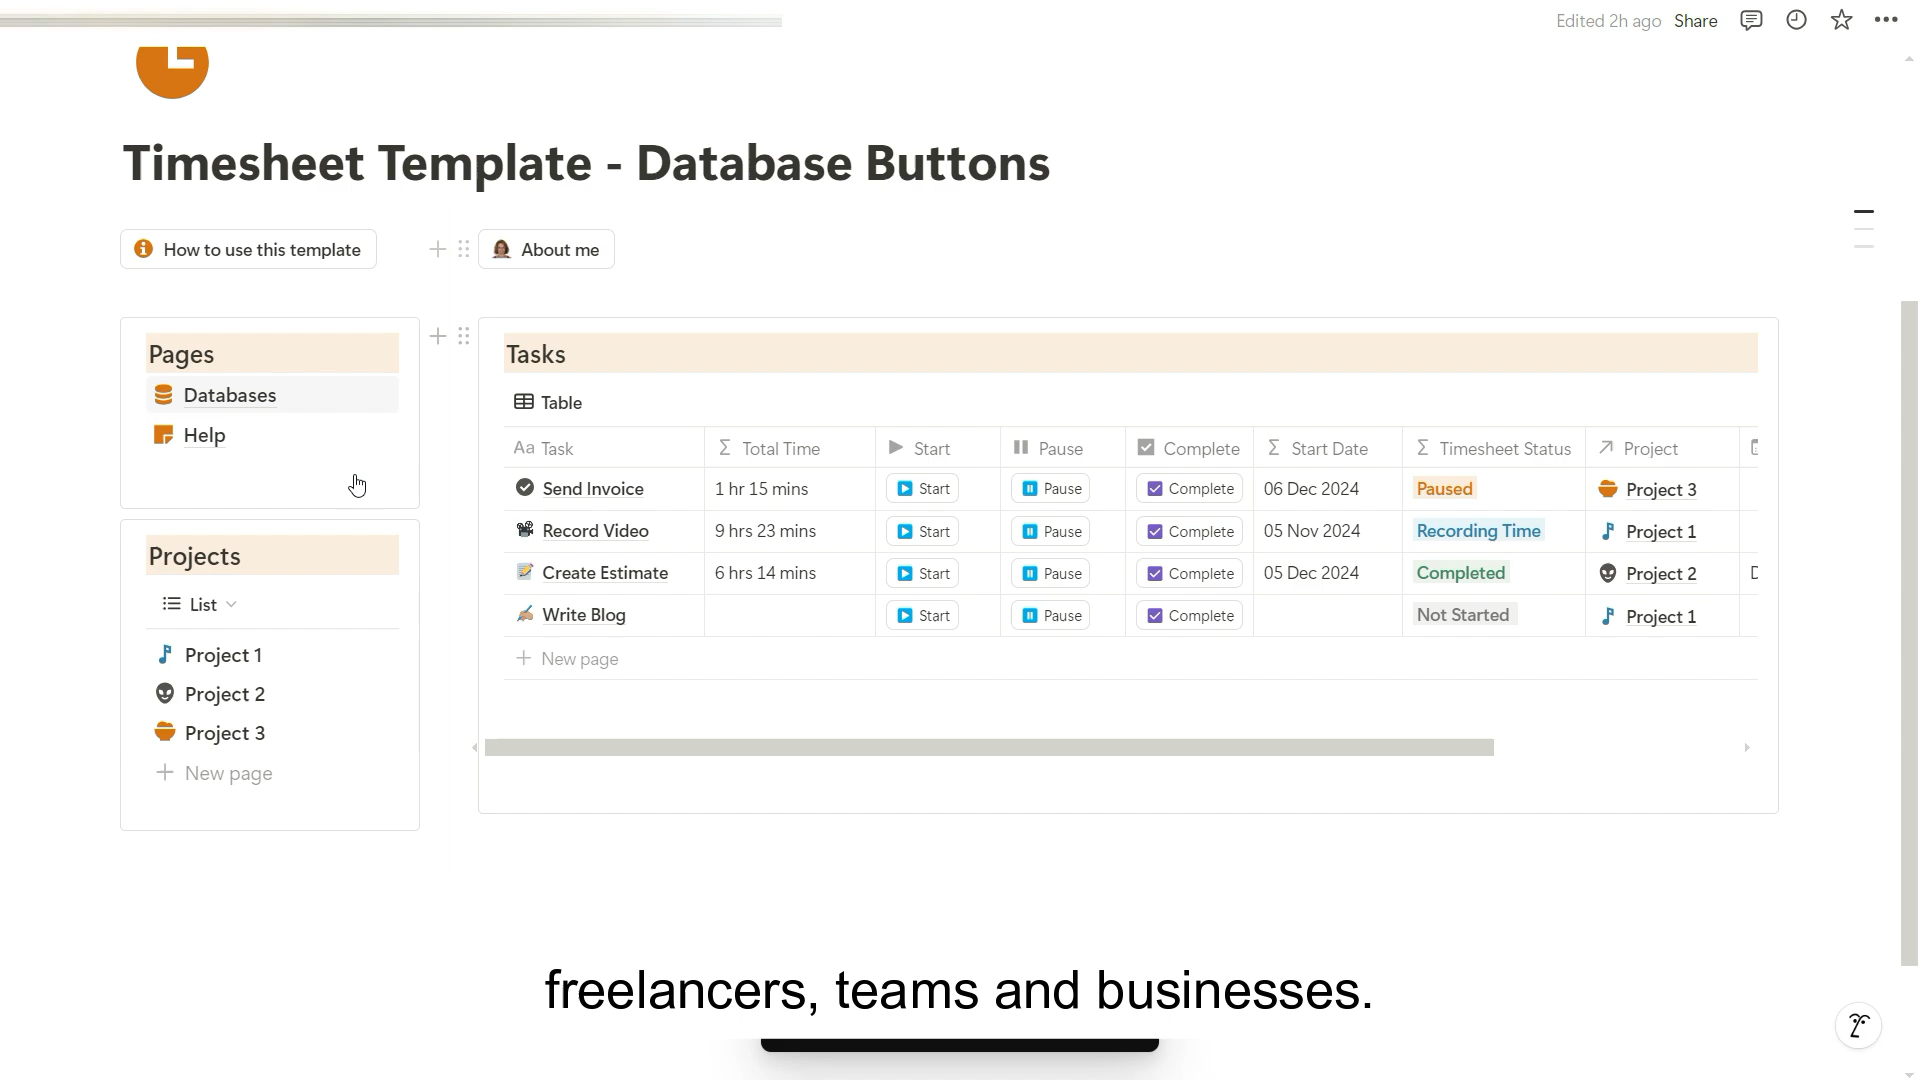 Edited 2h ago Share
Timesheet Template - Database Buttons
How to use this template
About me
Pages
Databases
Help
Projects
List
Project 1
Project 2
Project 3
New page
Tasks
Table
Aa Task Σ Total Time Start Pause Complete Σ Start Date Σ Timesheet Status Project
Send Invoice 1 hr 15 mins Start Pause Complete 06 Dec 2024 Paused Project 3
Record Video 9 hrs 23 mins Start Pause Complete 05 Nov 2024 Recording Time Project 1
Create Estimate 6 hrs 14 mins Start Pause Complete 05 Dec 2024 Completed Project 2 D
Write Blog Start Pause Complete Not Started Project 1
New page
freelancers, teams and businesses.